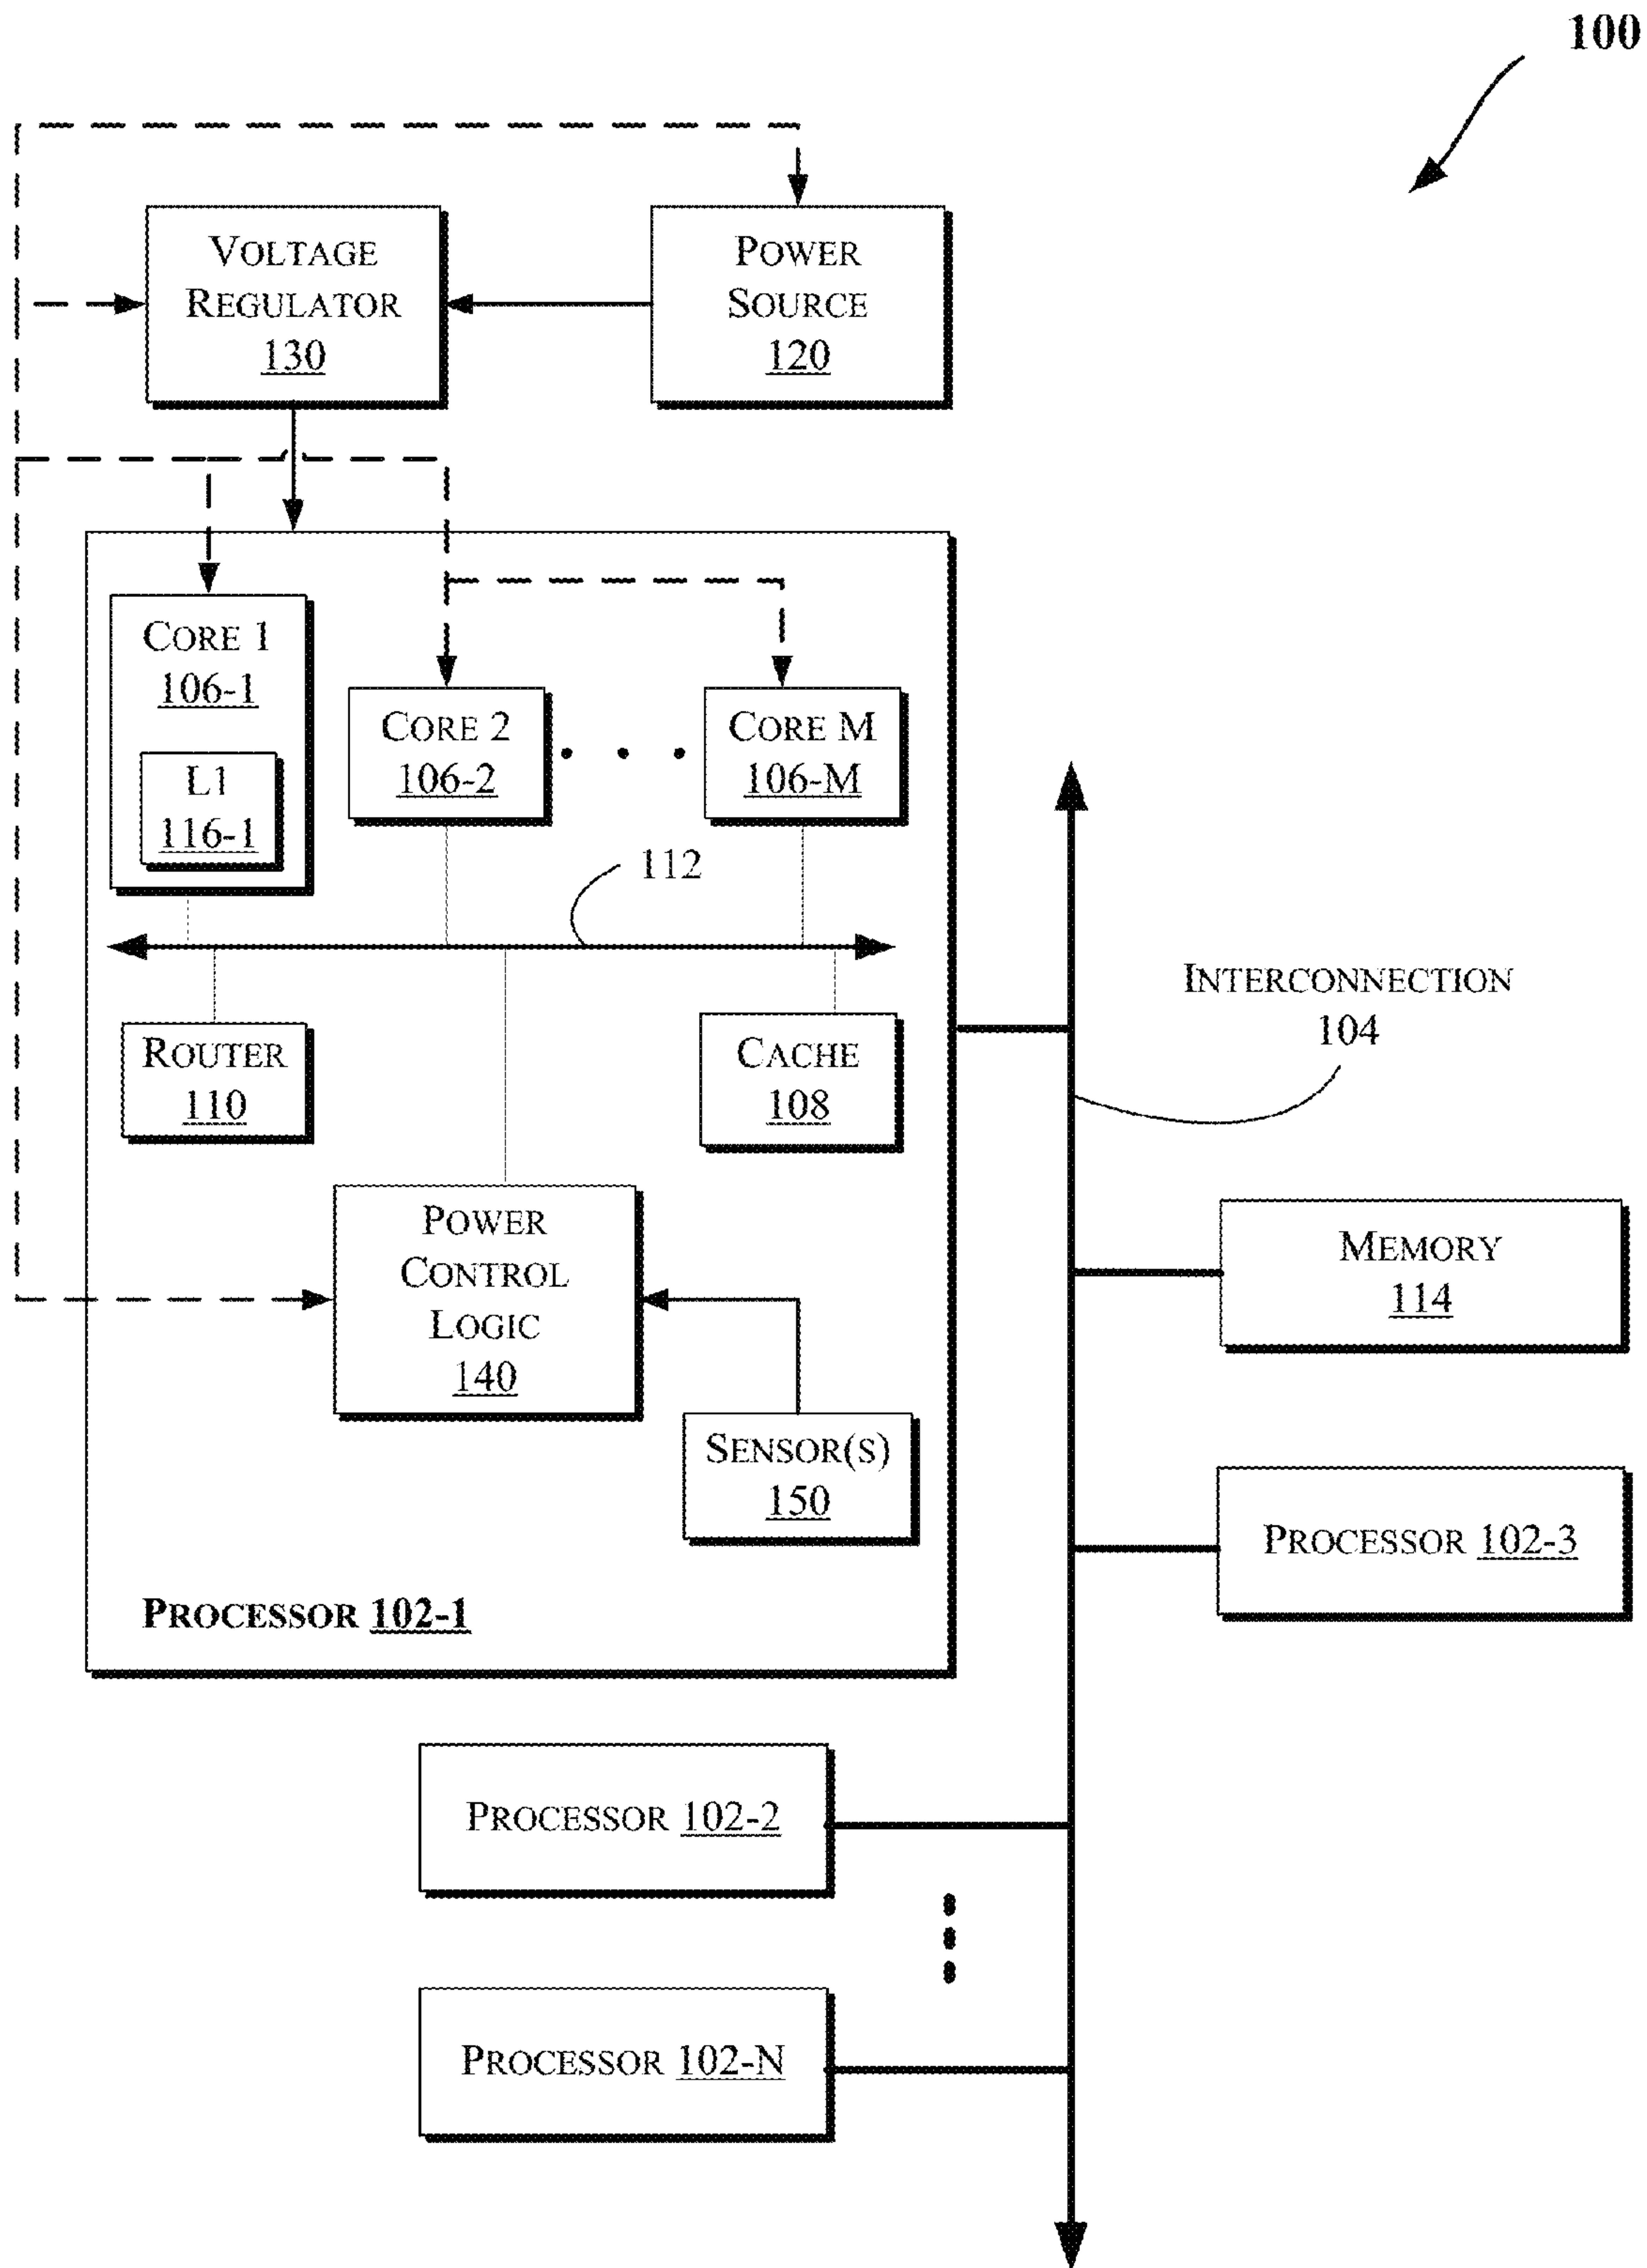 100
VOLTAGE
REGULATOR
130
POWER
SOURCE
120
CORE 1
106-1
L1
116-1
CORE 2
106-2
CORE M
106-M
112
ROUTER
110
CACHE
108
POWER
CONTROL
LOGIC
140
SENSOR(S)
150
PROCESSOR 102-1
INTERCONNECTION
104
MEMORY
114
PROCESSOR 102-3
PROCESSOR 102-2
PROCESSOR 102-N